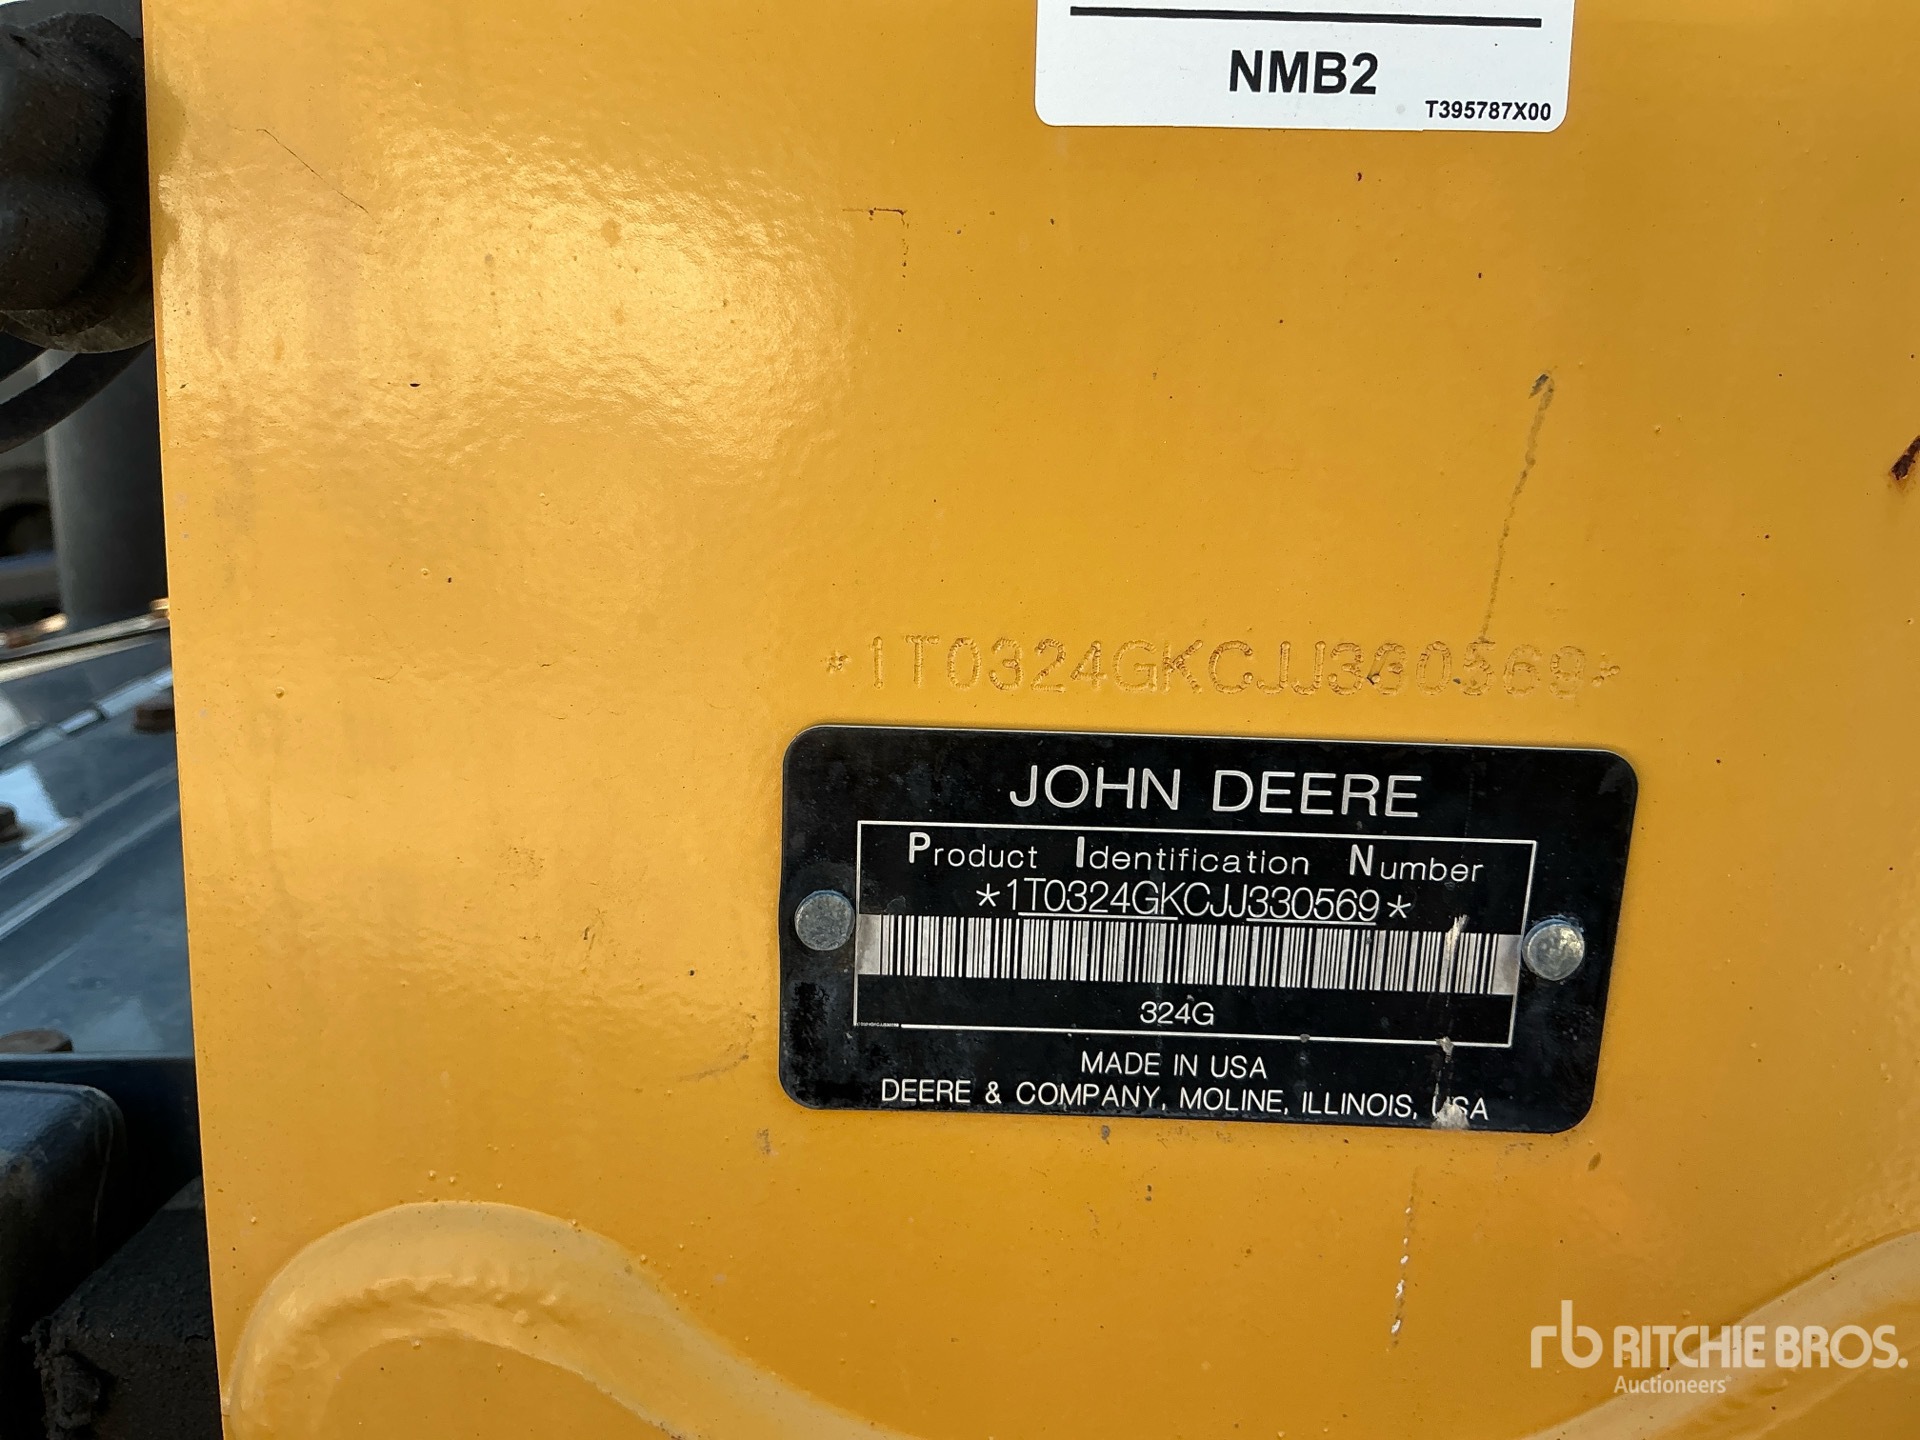 NMB2
T395787X00
*1T0324GKCJJ330569*
JOHN DEERE
Product Identification Number
*1T0324GKCJJ330569*
324G
MADE IN USA
DEERE & COMPANY, MOLINE, ILLINOIS, USA
rb RITCHIE BROS.
Auctioneers